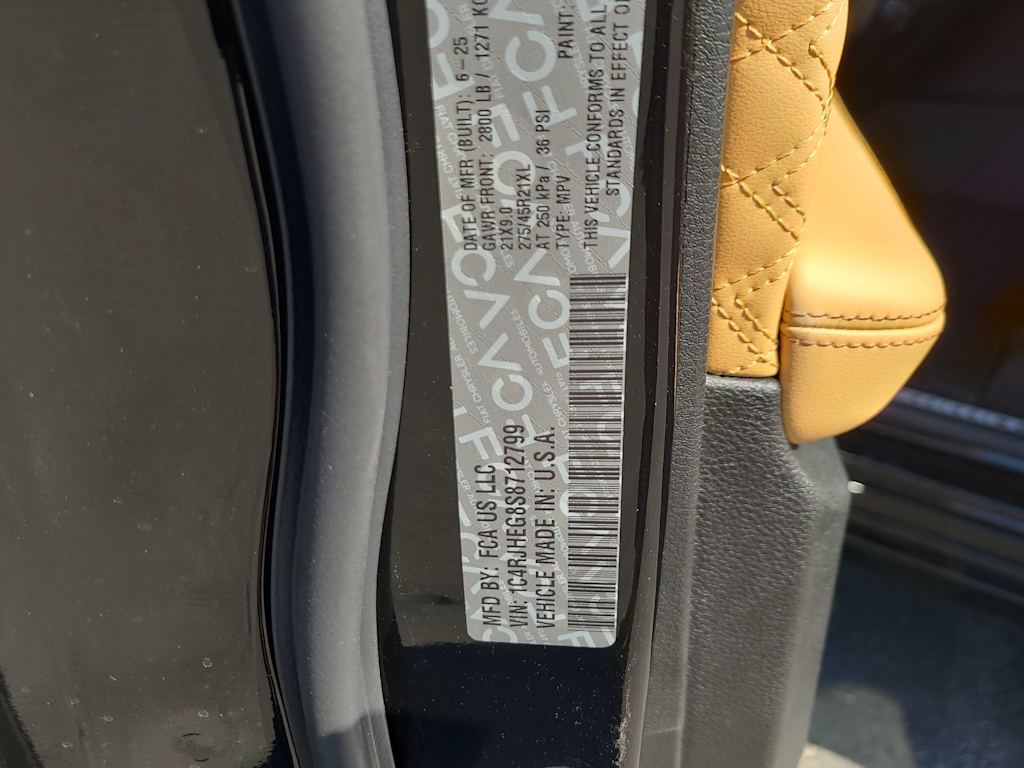 MFD BY: FCA US LLC
VIN: 1C4RJHEG8S8712799
VEHICLE MADE IN: U.S.A.
DATE OF MFR (BUILT): 6-25
GAWR FRONT: 2800 LB / 1271 KG
21X9.0
275/45R21XL
AT 250 kPa / 36 PSI
TYPE: MPV PAINT:
THIS VEHICLE CONFORMS TO ALL
STANDARDS IN EFFECT